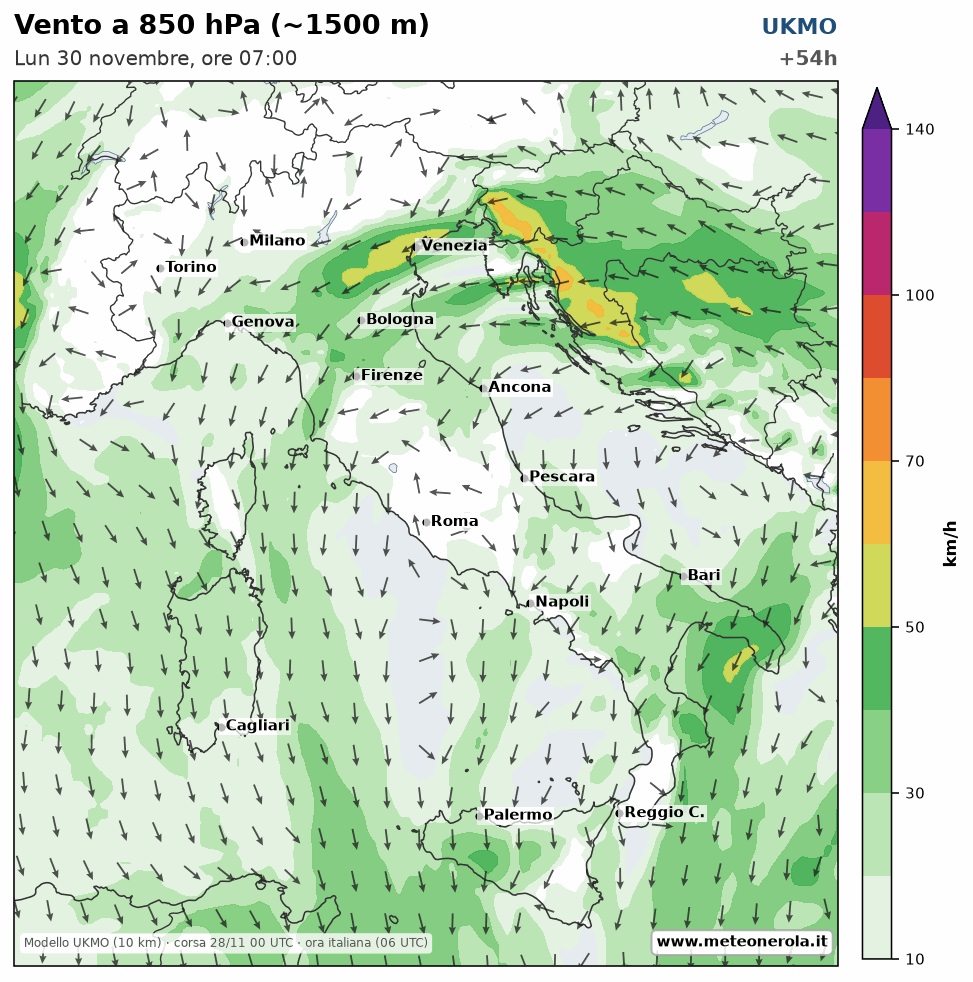 Vento a 850 hPa (~1500 m)
UKMO
Lun 30 novembre, ore 07:00
+54h
140
100
70
50
30
10
km/h
Milano
Venezia
Torino
Genova
Bologna
Firenze
Ancona
Pescara
Roma
Bari
Napoli
Cagliari
Palermo
Reggio C.
Modello UKMO (10 km) · corsa 28/11 00 UTC · ora italiana (06 UTC)
www.meteonerola.it